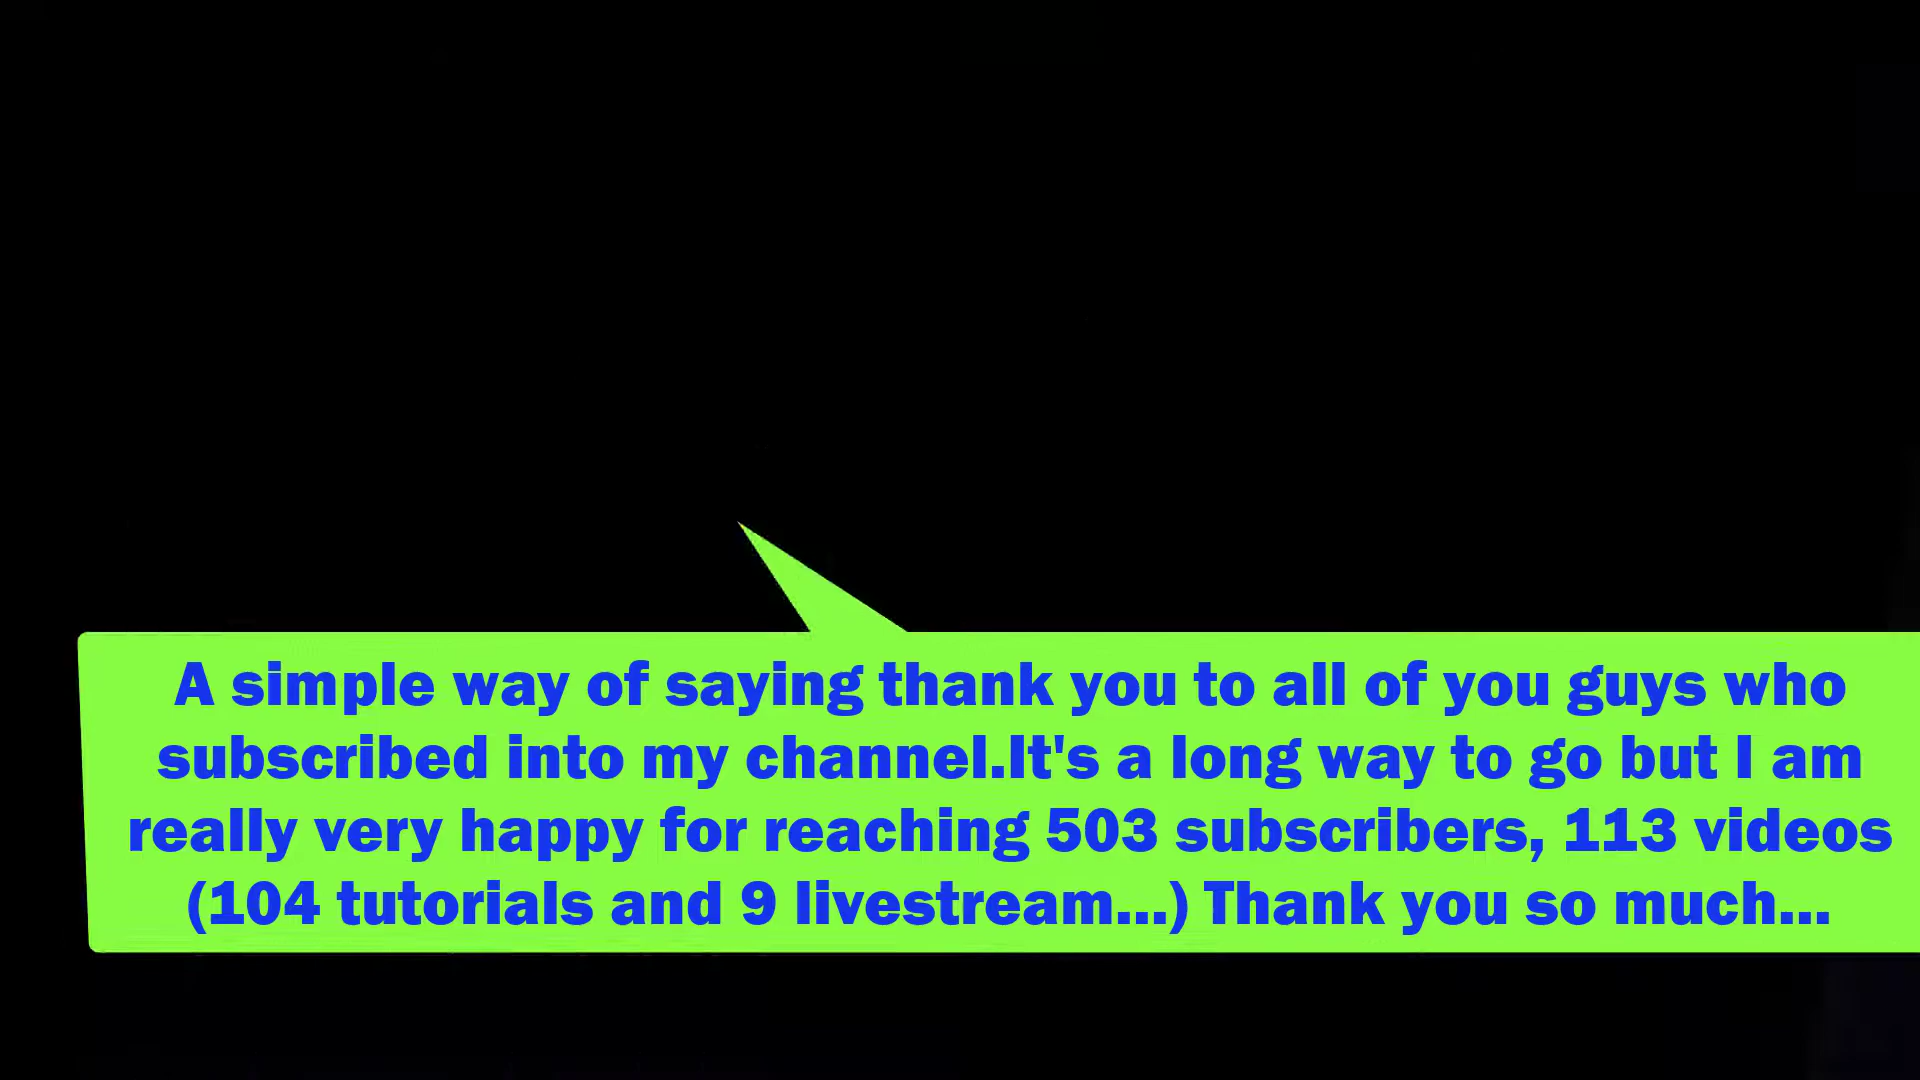 A simple way of saying thank you to all of you guys who
subscribed into my channel.It's a long way to go but I am
really very happy for reaching 503 subscribers, 113 videos
(104 tutorials and 9 livestream...) Thank you so much...